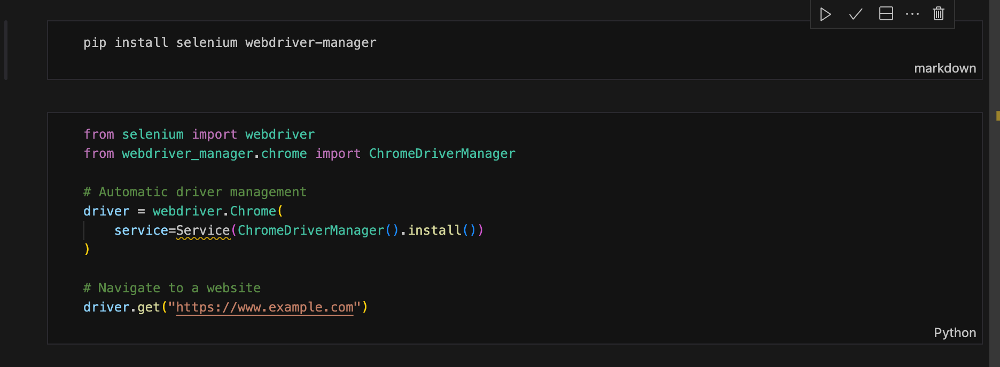 pip install selenium webdriver-manager
markdown
from selenium import webdriver
from webdriver_manager.chrome import ChromeDriverManager
# Automatic driver management
driver = webdriver.Chrome(
    service=Service(ChromeDriverManager().install())
)
# Navigate to a website
driver.get("https://www.example.com")
Python